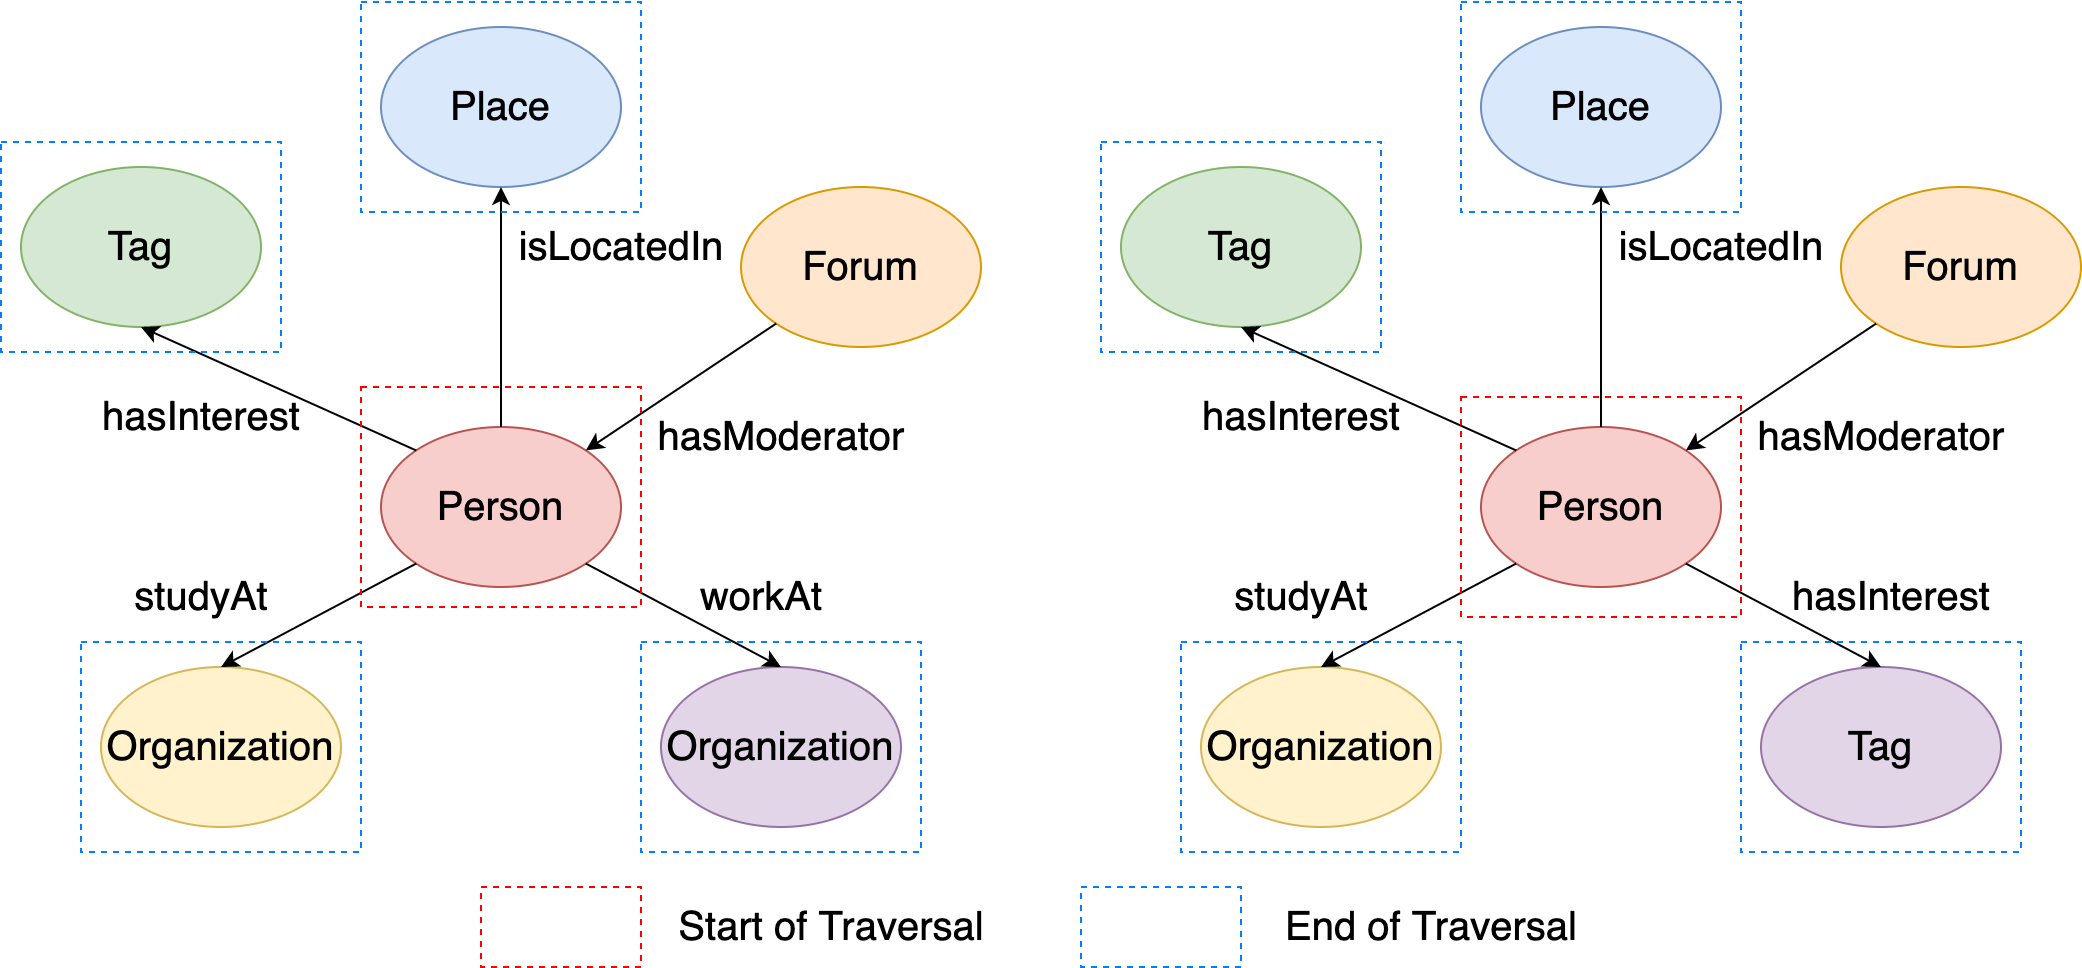 Place
Tag
isLocatedIn
Forum
hasInterest
hasModerator
Person
studyAt
workAt
Organization
Organization
Place
Tag
isLocatedIn
Forum
hasInterest
hasModerator
Person
studyAt
hasInterest
Organization
Tag
Start of Traversal
End of Traversal